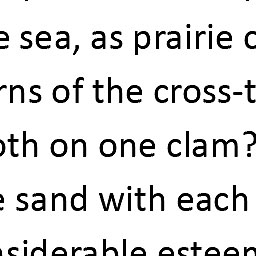 e sea, as prairie c
rns of the cross-t
oth on one clam?
e sand with each
nsiderable esteem